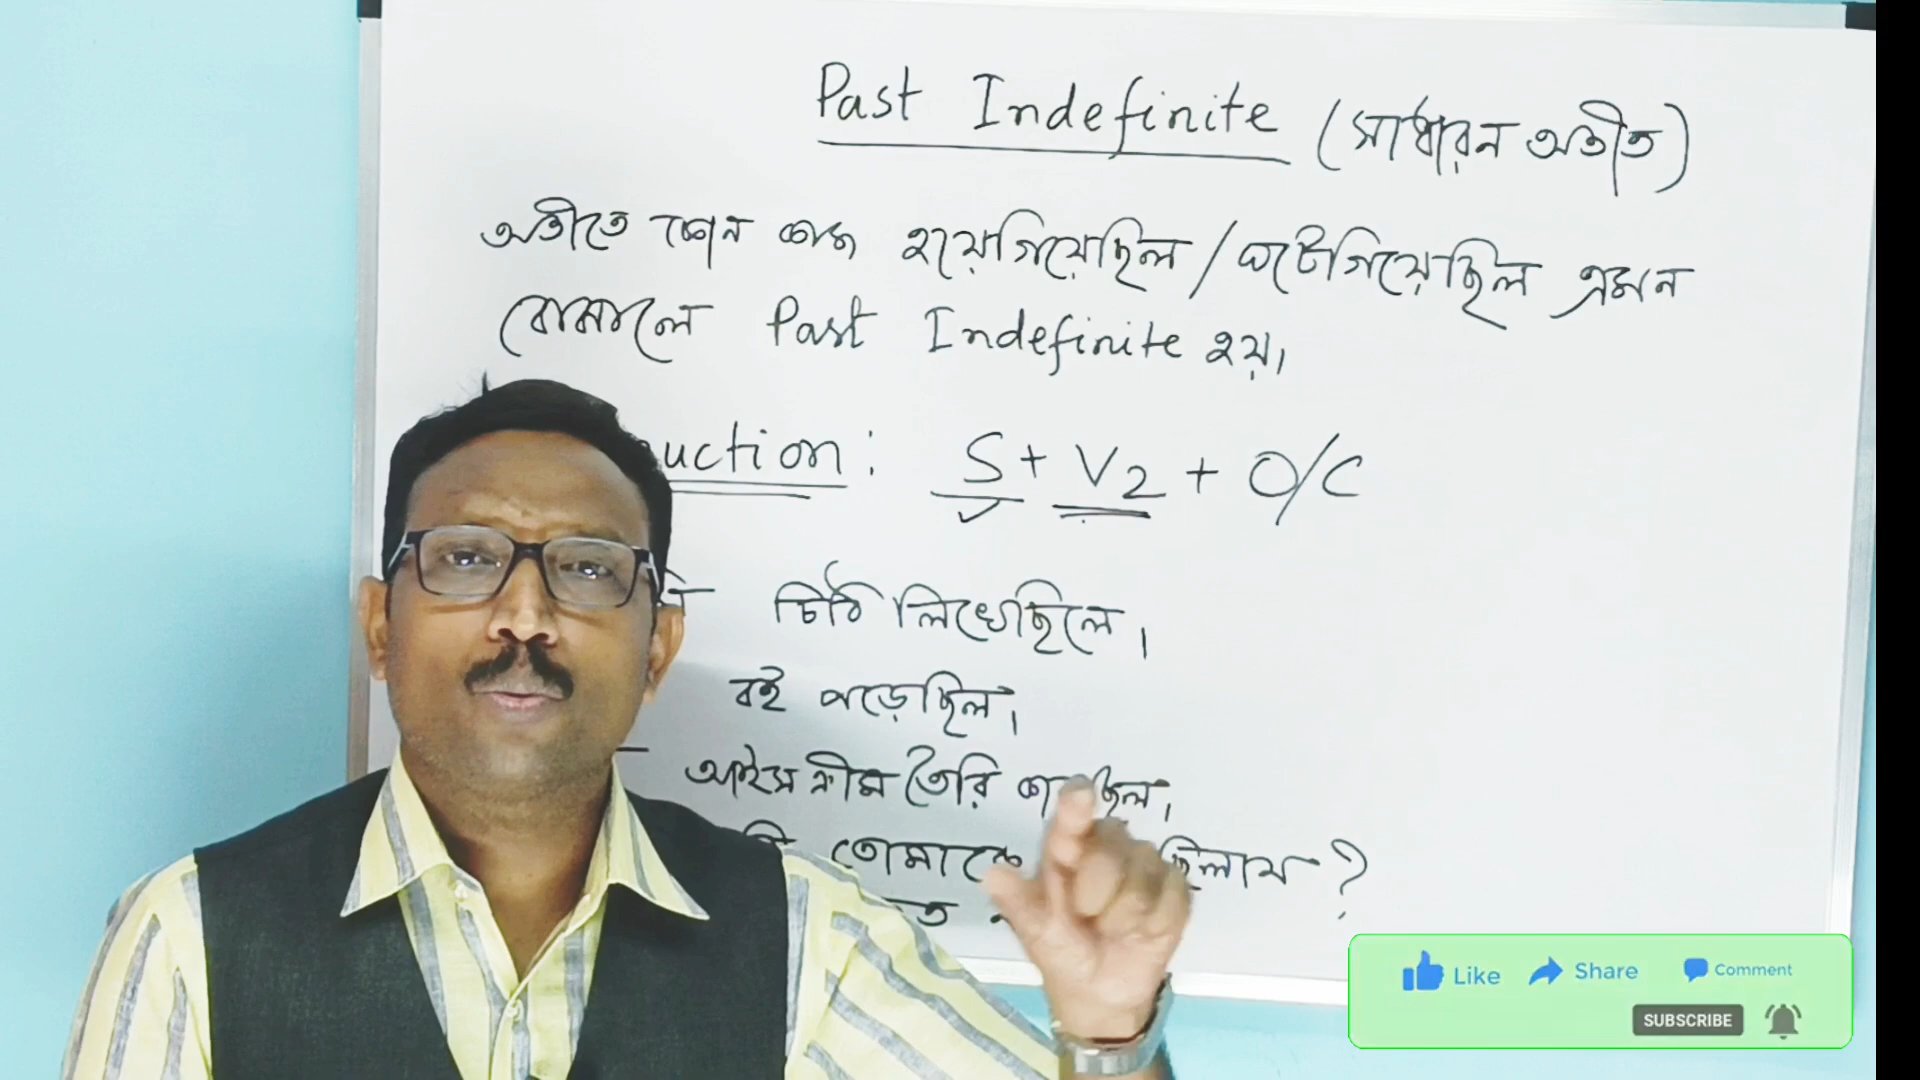 Past Indefinite (সাধারন অতীত)
অতীতে কোন কাজ হয়েগিয়েছিল / ঘটেগিয়েছিল এমন
বোঝালে Past Indefinite হয়।
uction: S + V2 + O/C
চিঠি লিখেছিলে।
বই পড়েছিল।
আইসক্রীম তৈরি
তোমাকে ছিলাম ?
Like Share Comment
SUBSCRIBE